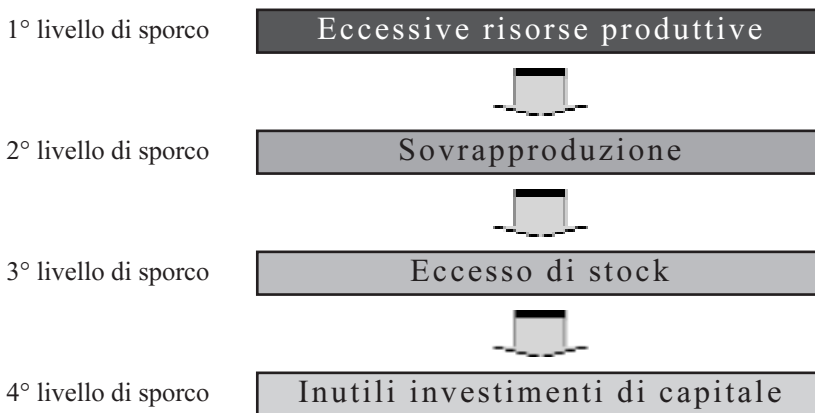 1° livello di sporco Eccessive risorse produttive
2° livello di sporco Sovrapproduzione
3° livello di sporco Eccesso di stock
4° livello di sporco Inutili investimenti di capitale